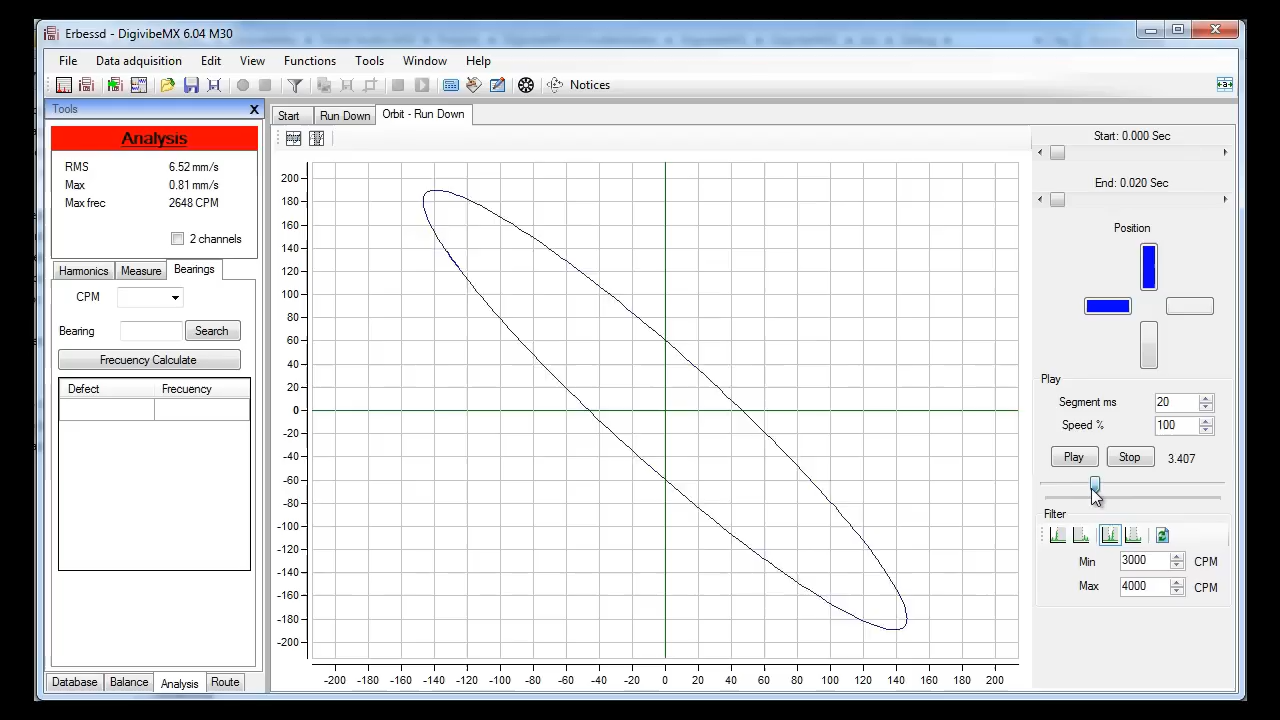 Erbessd - DigivibeMX 6.04 M30
File Data adquisition Edit View Functions Tools Window Help
Notices
Tools X
Start Run Down Orbit - Run Down
Analysis
RMS 6.52 mm/s
Max 0.81 mm/s
Max frec 2648 CPM
2 channels
Harmonics Measure Bearings
CPM
Bearing Search
Frecuency Calculate
Defect Frecuency
Database Balance Analysis Route
200
180
160
140
120
100
80
60
40
20
0
-20
-40
-60
-80
-100
-120
-140
-160
-180
-200
-200 -180 -160 -140 -120 -100 -80 -60 -40 -20 0 20 40 60 80 100 120 140 160 180 200
Start: 0.000 Sec
End: 0.020 Sec
Position
Play
Segment ms 20
Speed % 100
Play Stop 3.407
Filter
Min 3000 CPM
Max 4000 CPM